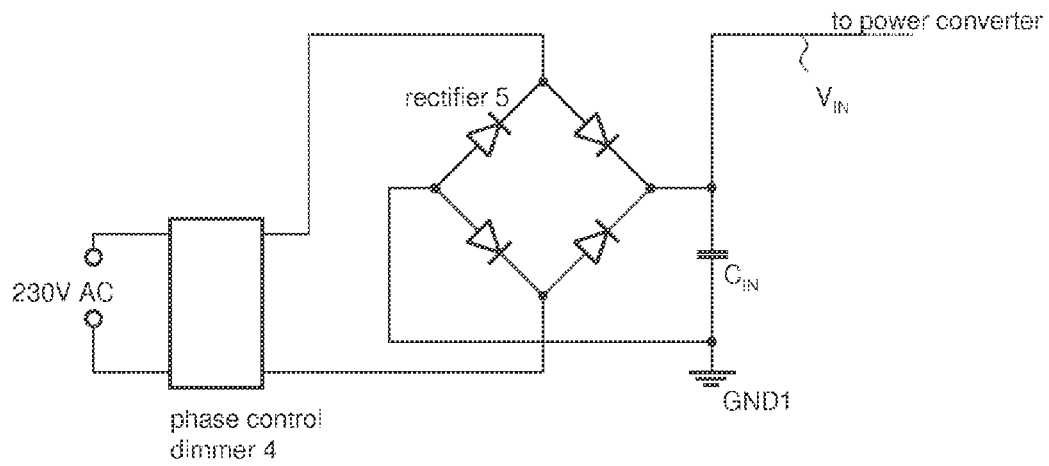 to power converter
rectifier 5
V_IN
230V AC
C_IN
GND1
phase control
dimmer 4